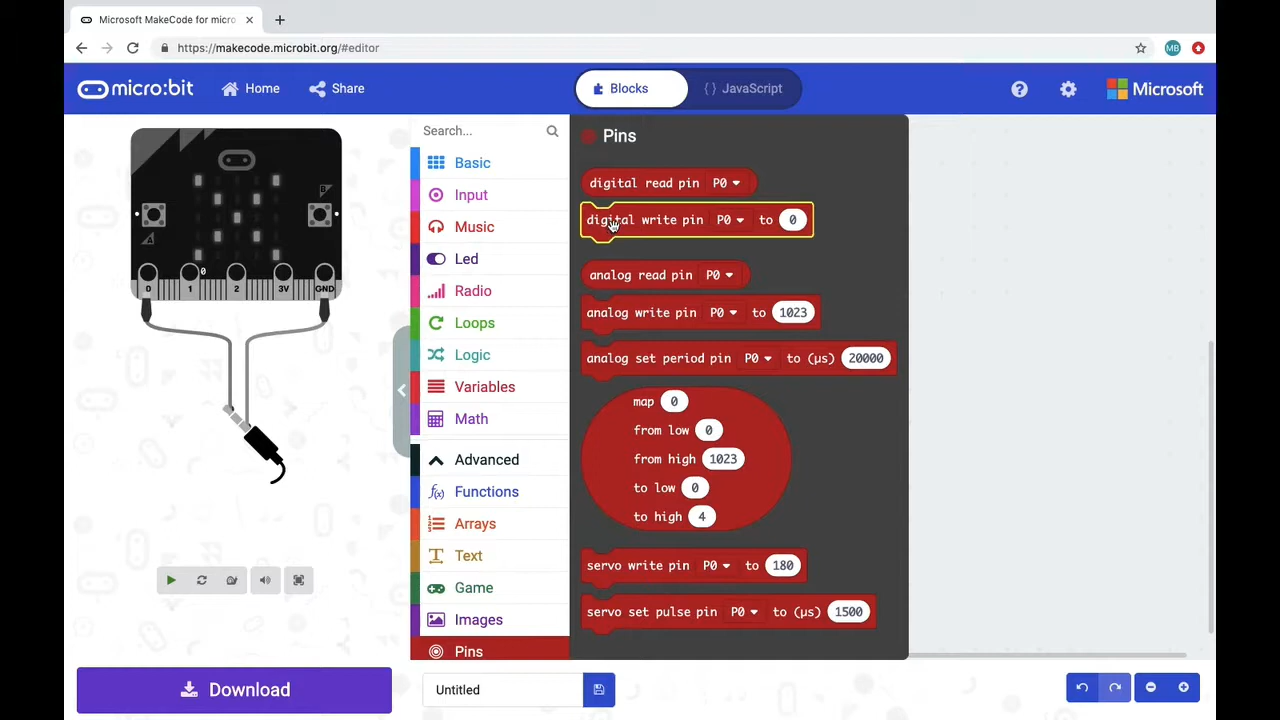 Microsoft MakeCode for micro
https://makecode.microbit.org/#editor
MB
micro:bit
Home
Share
Blocks
{ } JavaScript
?
Microsoft
B
A
0
0
1
2
3V
GND
Download
Search...
Basic
Input
Music
Led
Radio
Loops
Logic
Variables
Math
Advanced
f(x) Functions
Arrays
Text
Game
Images
Pins
Pins
digital read pin P0
digital write pin P0 to 0
analog read pin P0
analog write pin P0 to 1023
analog set period pin P0 to (µs) 20000
map 0
from low 0
from high 1023
to low 0
to high 4
servo write pin P0 to 180
servo set pulse pin P0 to (µs) 1500
Untitled